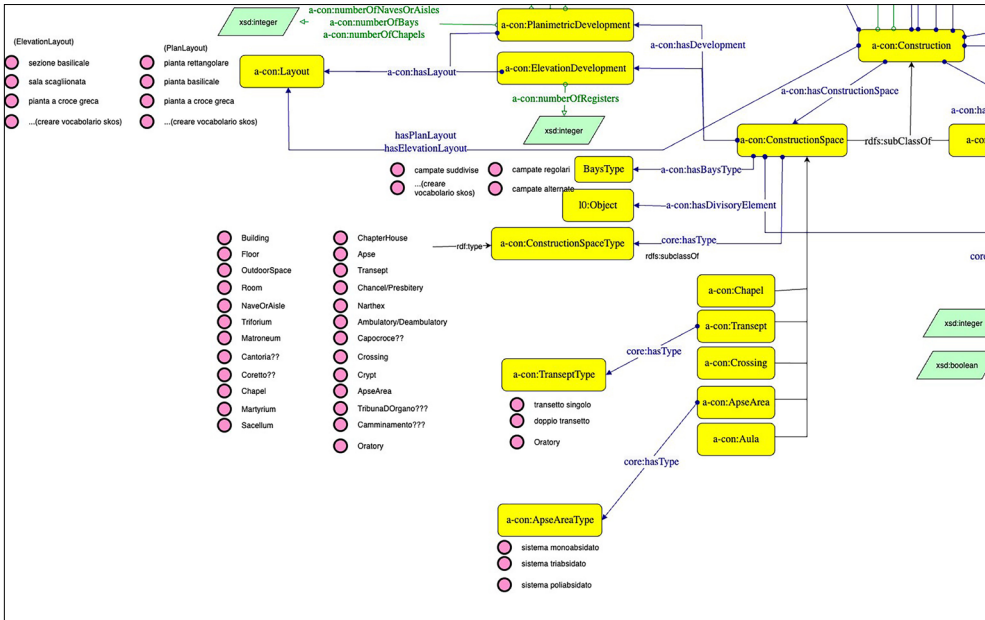 a-con:numberOfNavesOrAisles
a-con:numberOfBays
a-con:numberOfChapels
xsd:integer
a-con:PlanimetricDevelopment
a-con:hasDevelopment
a-con:Construction
(ElevationLayout)
(PlanLayout)
sezione basilicale
sala scaglionata
pianta a croce greca
...(creare vocabolario skos)
pianta rettangolare
pianta basilicale
pianta a croce greca
...(creare vocabolario skos)
a-con:Layout
a-con:hasLayout
a-con:ElevationDevelopment
a-con:numberOfRegisters
xsd:integer
a-con:hasConstructionSpace
a-con:ha
hasPlanLayout
hasElevationLayout
a-con:ConstructionSpace
rdfs:subClassOf
a-con:
campate suddivise
campate regolari
...(creare
vocabolario skos)
campate alternate
BaysType
a-con:hasBaysType
l0:Object
a-con:hasDivisoryElement
rdf:type
a-con:ConstructionSpaceType
core:hasType
rdfs:subclassOf
core
Building
Floor
OutdoorSpace
Room
NaveOrAisle
Triforium
Matroneum
Cantoria??
Coretto??
Chapel
Martyrium
Sacellum
ChapterHouse
Apse
Transept
Chancel/Presbitery
Narthex
Ambulatory/Deambulatory
Capocroce??
Crossing
Crypt
ApseArea
TribunaDOrgano???
Camminamento???
Oratory
a-con:Chapel
a-con:Transept
a-con:Crossing
a-con:ApseArea
a-con:Aula
core:hasType
a-con:TranseptType
transetto singolo
doppio transetto
Oratory
core:hasType
a-con:ApseAreaType
sistema monoabsidato
sistema triabsidato
sistema poliabsidato
xsd:integer
xsd:boolean